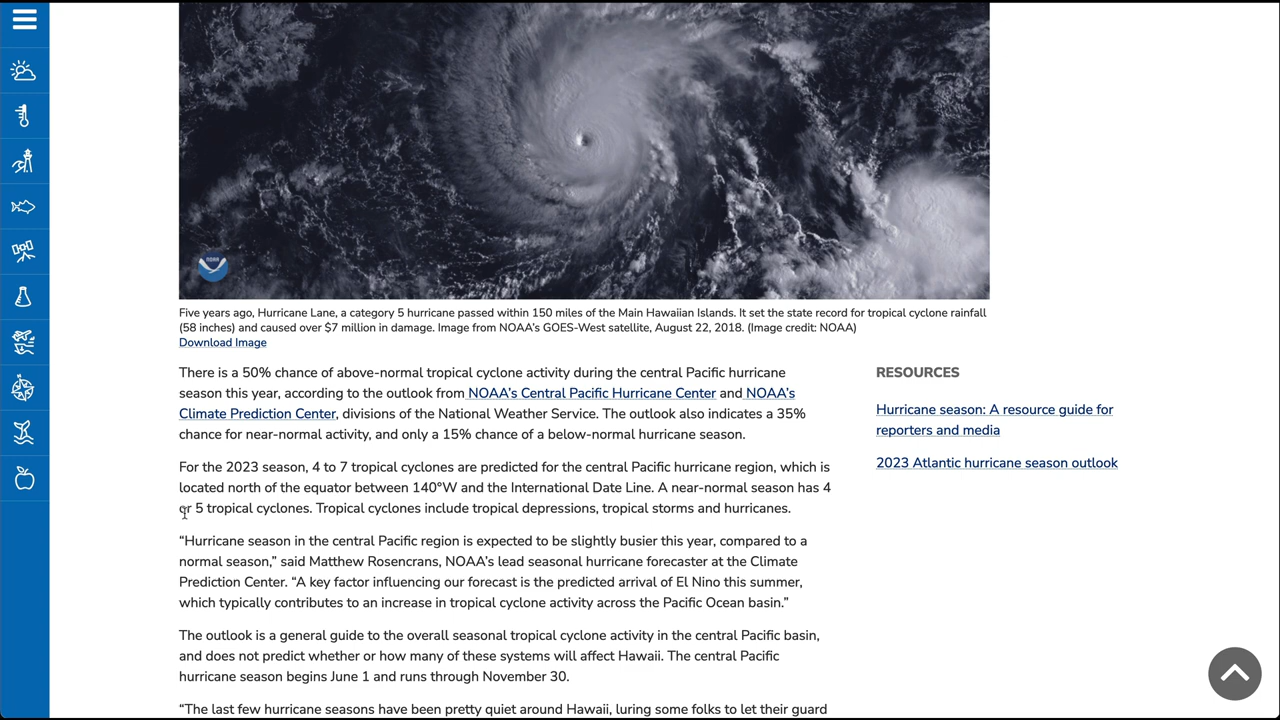 NOAA
Five years ago, Hurricane Lane, a category 5 hurricane passed within 150 miles of the Main Hawaiian Islands. It set the state record for tropical cyclone rainfall
(58 inches) and caused over $7 million in damage. Image from NOAA's GOES-West satellite, August 22, 2018. (Image credit: NOAA)
Download Image
There is a 50% chance of above-normal tropical cyclone activity during the central Pacific hurricane
season this year, according to the outlook from NOAA's Central Pacific Hurricane Center and NOAA's
Climate Prediction Center, divisions of the National Weather Service. The outlook also indicates a 35%
chance for near-normal activity, and only a 15% chance of a below-normal hurricane season.
For the 2023 season, 4 to 7 tropical cyclones are predicted for the central Pacific hurricane region, which is
located north of the equator between 140°W and the International Date Line. A near-normal season has 4
or 5 tropical cyclones. Tropical cyclones include tropical depressions, tropical storms and hurricanes.
“Hurricane season in the central Pacific region is expected to be slightly busier this year, compared to a
normal season,” said Matthew Rosencrans, NOAA's lead seasonal hurricane forecaster at the Climate
Prediction Center. “A key factor influencing our forecast is the predicted arrival of El Nino this summer,
which typically contributes to an increase in tropical cyclone activity across the Pacific Ocean basin.”
The outlook is a general guide to the overall seasonal tropical cyclone activity in the central Pacific basin,
and does not predict whether or how many of these systems will affect Hawaii. The central Pacific
hurricane season begins June 1 and runs through November 30.
“The last few hurricane seasons have been pretty quiet around Hawaii, luring some folks to let their guard
RESOURCES
Hurricane season: A resource guide for
reporters and media
2023 Atlantic hurricane season outlook